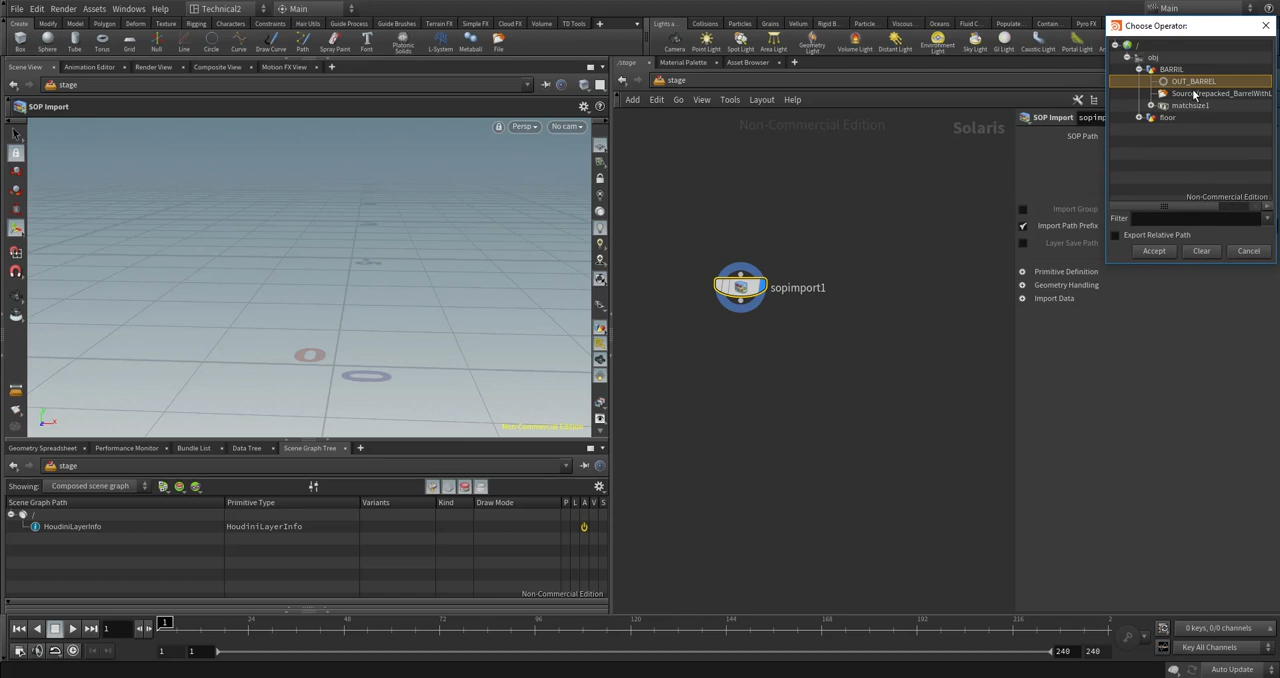 File Edit Render Assets Windows Help Technical2 Main Main
Create Modify Model Polygon Deform Texture Rigging Characters Constraints Hair Utils Guide Process Guide Brushes Terrain FX Simple FX Cloud FX Volume TD Tools
Lights a Collisions Particles Grains Vellum Rigid B Particle Fl Viscous Oceans Fluid C Populate Contain Pyro FX
Box Sphere Tube Torus Grid Null Line Circle Curve Draw Curve Path Spray Paint Font Platonic Solids L-System Metaball File
Camera Point Light Spot Light Area Light Geometry Light Volume Light Distant Light Environment Light Sky Light GI Light Caustic Light Portal Light
Choose Operator:
/
obj
BARRIL
OUT_BARREL
matchsize1
floor
Non-Commercial Edition
Filter
Export Relative Path
Accept Clear Cancel
Scene View Animation Editor Render View Composite View Motion FX View
/stage Material Palette Asset Browser
stage
stage
SOP Import
Persp No cam
Non-Commercial Edition
Add Edit Go View Tools Layout Help
Non-Commercial Edition Solaris
sopimport1
SOP Import sopimp
SOP Path
Import Group
Import Path Prefix
Layer Save Path
Primitive Definition
Geometry Handling
Import Data
Geometry Spreadsheet Performance Monitor Bundle List Data Tree Scene Graph Tree
stage
Showing: Composed scene graph
Scene Graph Path Primitive Type Variants Kind Draw Mode P L A V S
/
HoudiniLayerInfo HoudiniLayerInfo
Non-Commercial Edition
1 1 24 48 72 96 120 144 168 192 216 2
0 keys, 0/0 channels
1 1 240 240
Key All Channels
Auto Update